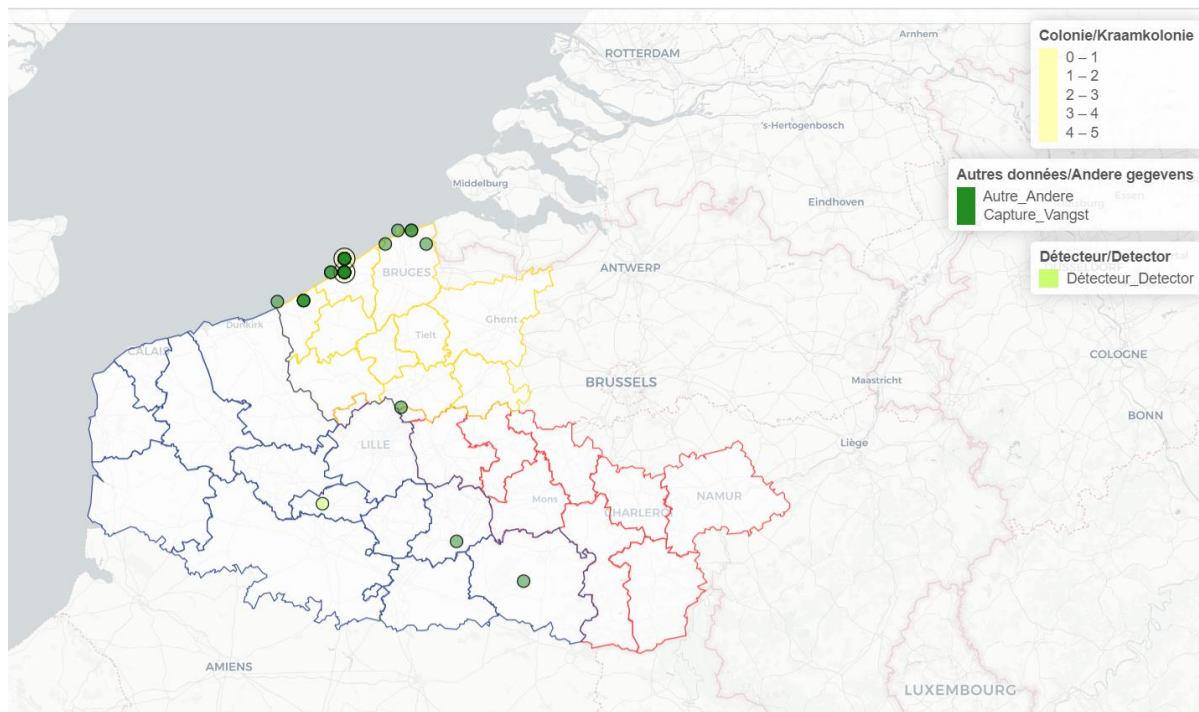 Arnhem
ROTTERDAM
Colonie/Kraamkolonie
0 – 1
1 – 2
2 – 3
3 – 4
4 – 5
's-Hertogenbosch
Middelburg
Eindhoven
Autres données/Andere gegevens
Autre_Andere
Capture_Vangst
Essen
Détecteur/Detector
Détecteur_Detector
BRUGES
ANTWERP
Dunkirk
Ghent
Tielt
CALAIS
COLOGNE
BRUSSELS
Maastricht
BONN
LILLE
Liège
Mons
NAMUR
CHARLERO
AMIENS
LUXEMBOURG